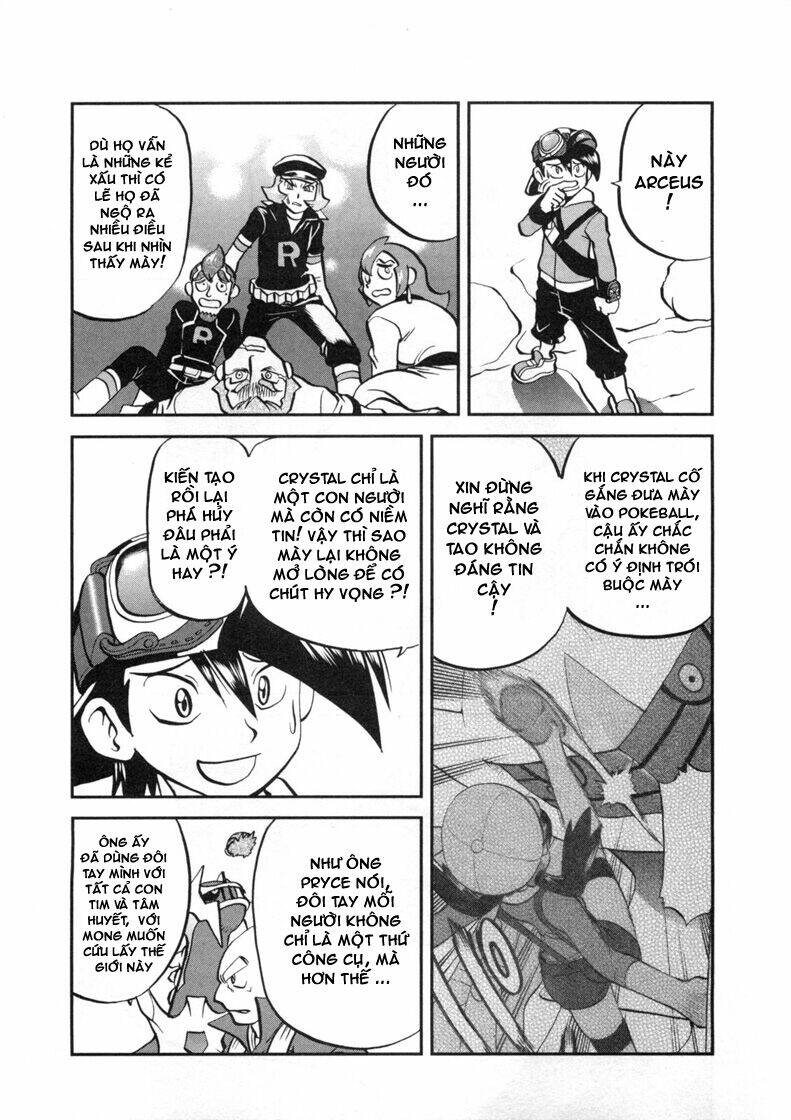 NÀY
ARCEUS
!
NHỮNG
NGƯỜI
ĐÓ
...
DÙ HỌ VẪN
LÀ NHỮNG KẺ
XẤU THÌ CÓ
LẼ HỌ ĐÃ
NGỘ RA
NHIỀU ĐIỀU
SAU KHI NHÌN
THẤY MÀY!
R
R
KHI CRYSTAL CỐ
GẮNG ĐƯA MÀY
VÀO POKEBALL,
CẬU ẤY CHẮC
CHẮN KHÔNG
CÓ Ý ĐỊNH TRÓI
BUỘC MÀY
...
XIN ĐỪNG
NGHĨ RẰNG
CRYSTAL VÀ
TAO KHÔNG
ĐÁNG TIN
CẬY
!
CRYSTAL CHỈ LÀ
MỘT CON NGƯỜI
MÀ CÒN CÓ NIỀM
TIN! VẬY THÌ SAO
MÀY LẠI KHÔNG
MỞ LÒNG ĐỂ CÓ
CHÚT HY VỌNG ?!
KIẾN TẠO
RỒI LẠI
PHÁ HỦY
ĐÂU PHẢI
LÀ MỘT Ý
HAY ?!
NHƯ ÔNG
PRYCE NÓI,
ĐÔI TAY MỖI
NGƯỜI KHÔNG
CHỈ LÀ MỘT THỨ
CÔNG CỤ, MÀ
HƠN THẾ ...
ÔNG ẤY
ĐÃ DÙNG ĐÔI
TAY MÌNH VỚI
TẤT CẢ CON
TIM VÀ TÂM
HUYẾT, VỚI
MONG MUỐN
CỨU LẤY THẾ
GIỚI NÀY